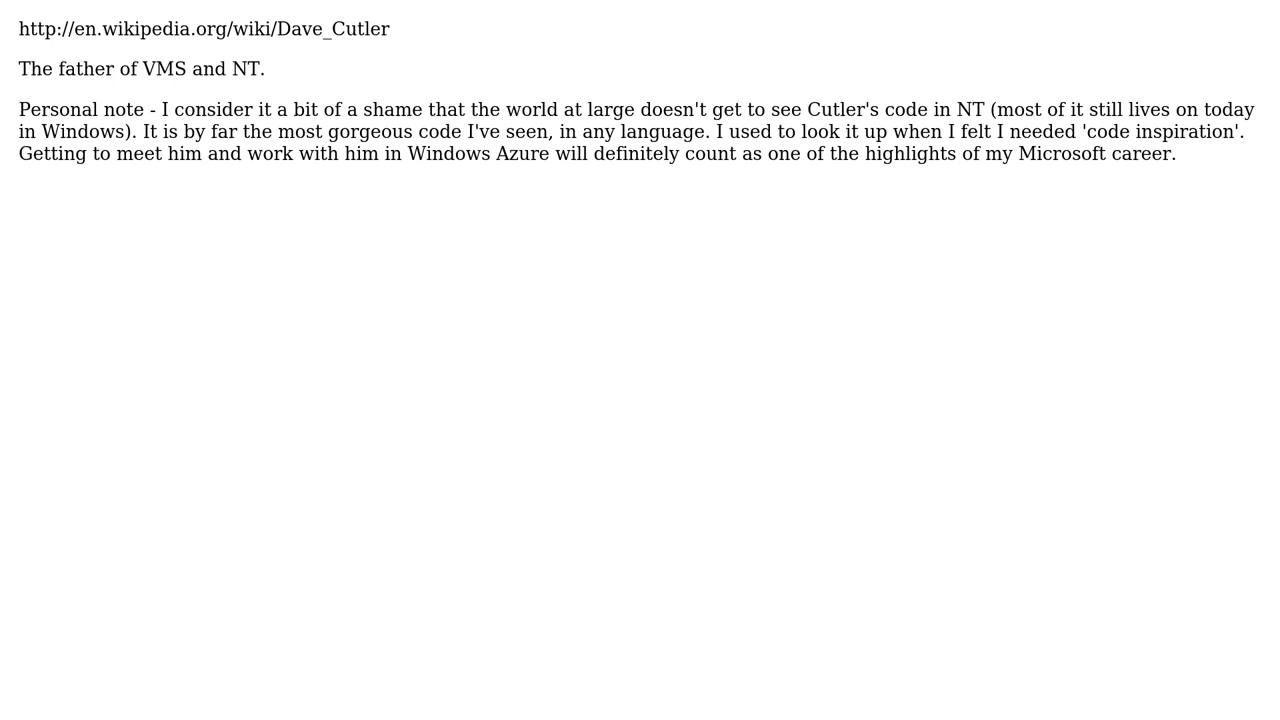 http://en.wikipedia.org/wiki/Dave_Cutler
The father of VMS and NT.
Personal note - I consider it a bit of a shame that the world at large doesn't get to see Cutler's code in NT (most of it still lives on today
in Windows). It is by far the most gorgeous code I've seen, in any language. I used to look it up when I felt I needed 'code inspiration'.
Getting to meet him and work with him in Windows Azure will definitely count as one of the highlights of my Microsoft career.